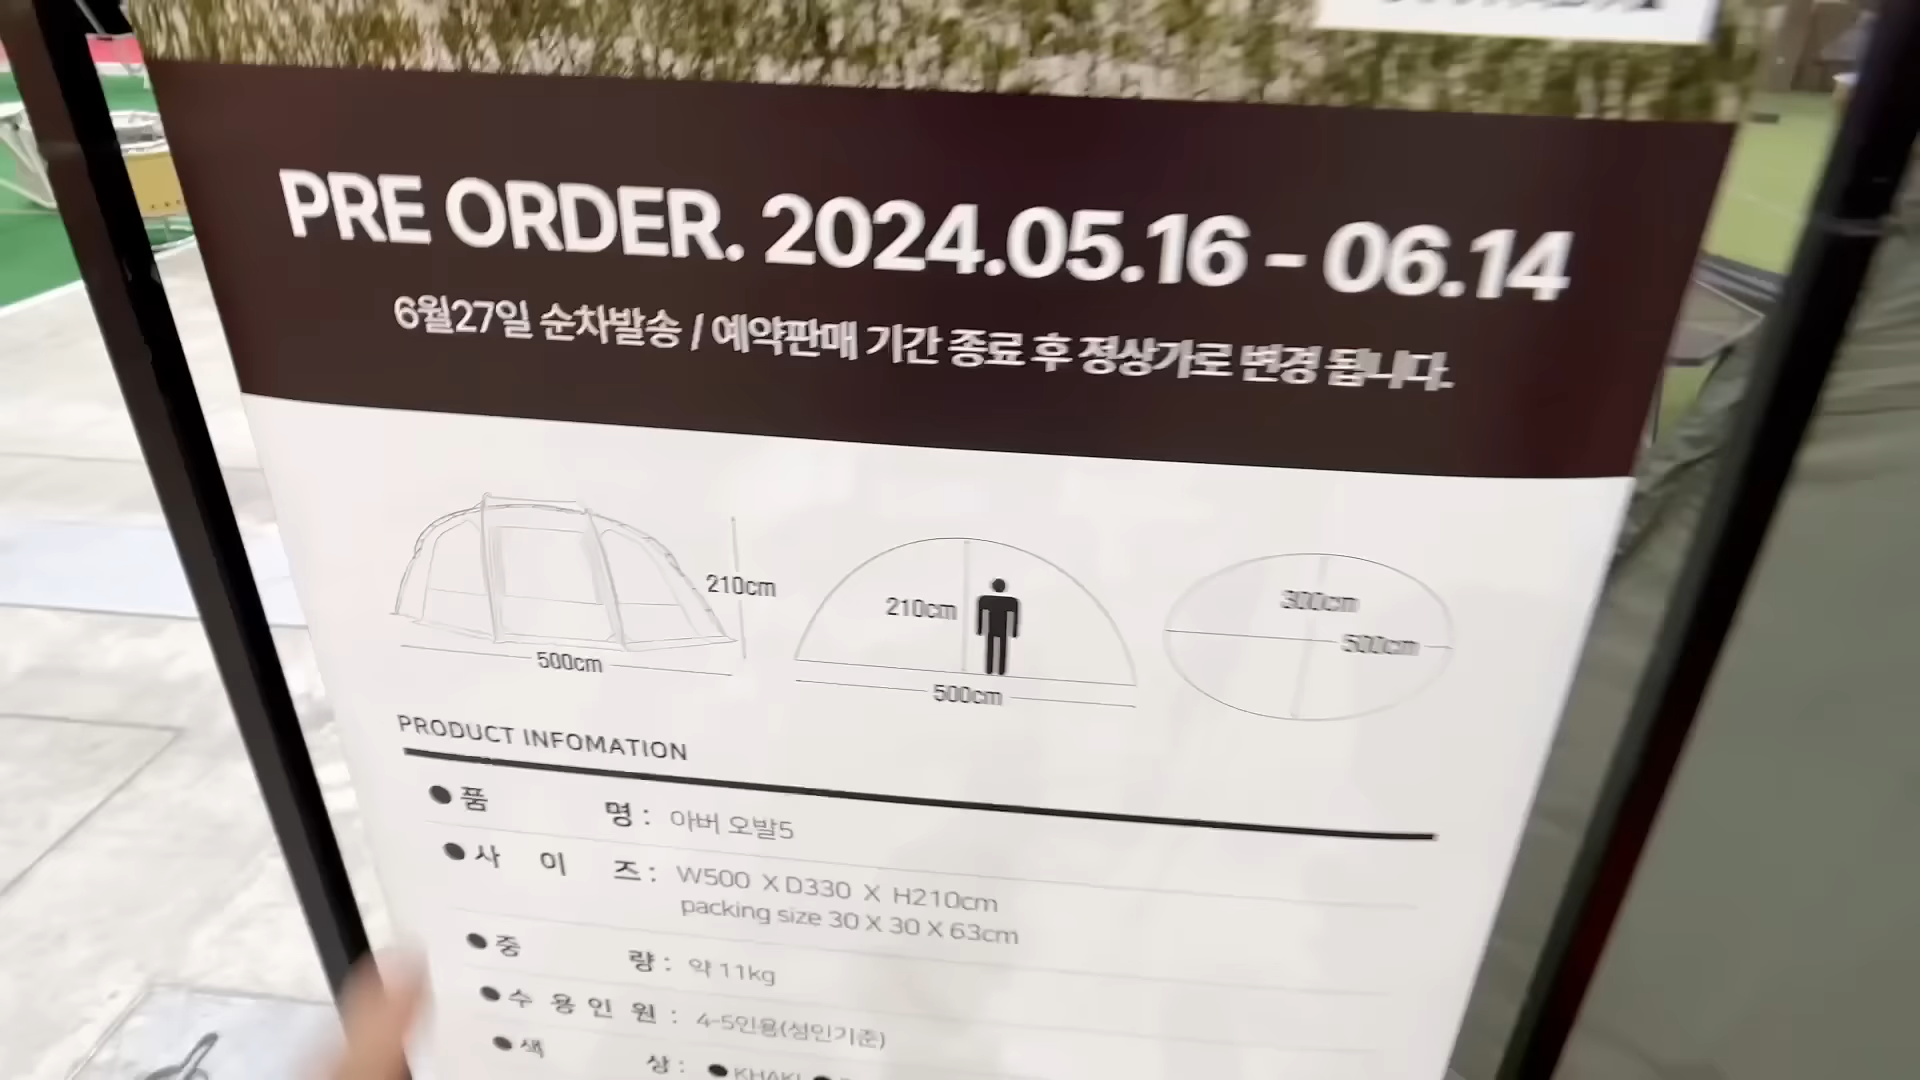 PRE ORDER. 2024.05.16 - 06.14
6월27일 순차발송 / 예약판매 기간 종료 후 정상가로 변경 됩니다.
210cm
500cm
210cm
500cm
300cm
500cm
PRODUCT INFOMATION
● 품 명 : 아버 오발5
● 사 이 즈 : W500 X D330 X H210cm
packing size 30 X 30 X 63cm
● 중 량 : 약 11kg
● 수 용 인 원 : 4-5인용(성인기준)
● 색 상 : ● KHAKI ●